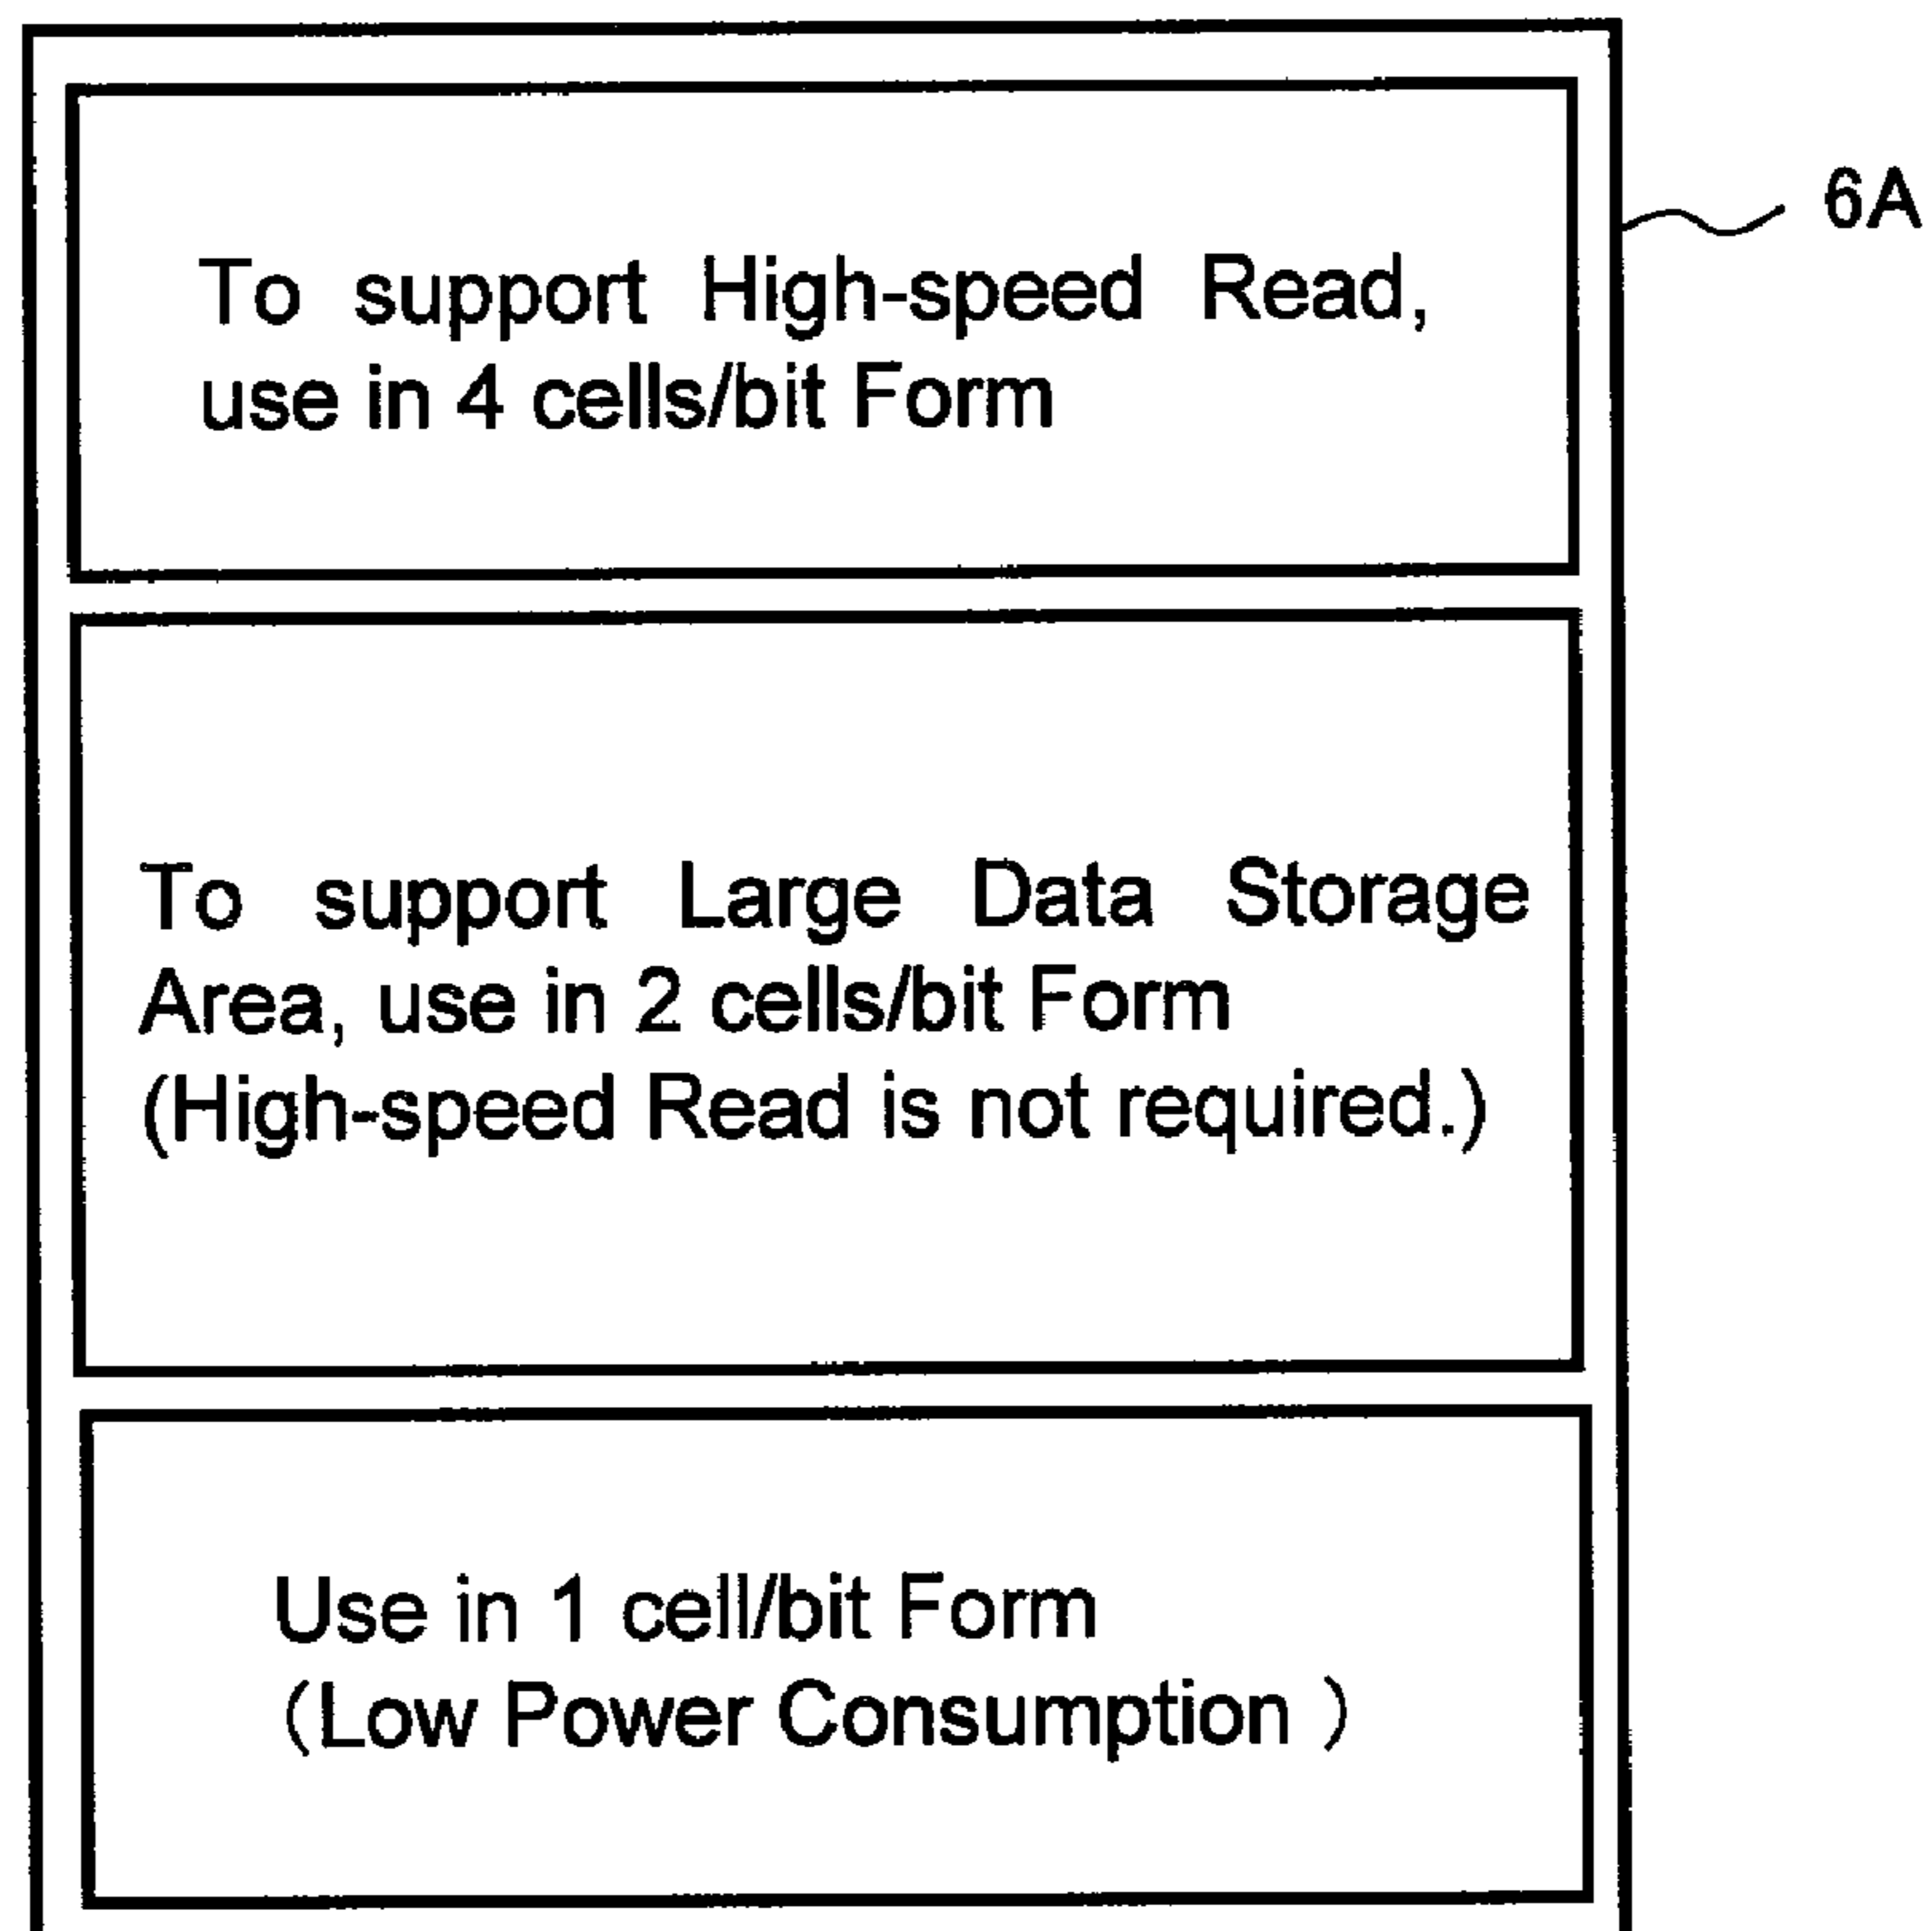 6A
To support High-speed Read,
use in 4 cells/bit Form
To support Large Data Storage
Area, use in 2 cells/bit Form
(High-speed Read is not required.)
Use in 1 cell/bit Form
(Low Power Consumption )